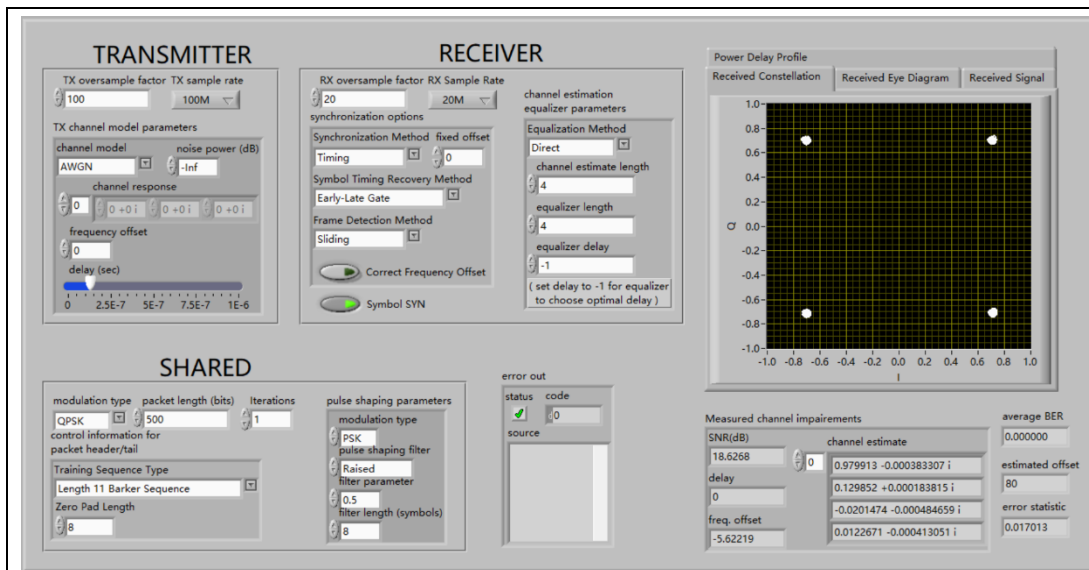 TRANSMITTER
TX oversample factor TX sample rate
100 100M
TX channel model parameters
channel model noise power (dB)
AWGN -Inf
channel response
0 0 +0 i 0 +0 i 0 +0 i
frequency offset
0
delay (sec)
0 2.5E-7 5E-7 7.5E-7 1E-6
RECEIVER
RX oversample factor RX Sample Rate
20 20M
synchronization options
Synchronization Method fixed offset
Timing 0
Symbol Timing Recovery Method
Early-Late Gate
Frame Detection Method
Sliding
Correct Frequency Offset
Symbol SYN
channel estimation
equalizer parameters
Equalization Method
Direct
channel estimate length
4
equalizer length
4
equalizer delay
-1
( set delay to -1 for equalizer
to choose optimal delay )
Power Delay Profile
Received Constellation Received Eye Diagram Received Signal
1.0
0.8
0.6
0.4
0.2
0.0
-0.2
-0.4
-0.6
-0.8
-1.0
Q
-1.0 -0.8 -0.6 -0.4 -0.2 0.0 0.2 0.4 0.6 0.8 1.0
I
SHARED
modulation type packet length (bits) Iterations
QPSK 500 1
control information for
packet header/tail
Training Sequence Type
Length 11 Barker Sequence
Zero Pad Length
8
pulse shaping parameters
modulation type
PSK
pulse shaping filter
Raised
filter parameter
0.5
filter length (symbols)
8
error out
status code
0
source
Measured channel impairements
SNR(dB)
18.6268
delay
0
freq. offset
-5.62219
channel estimate
0
0.979913 -0.000383307 i
0.129852 +0.000183815 i
-0.0201474 -0.000484659 i
0.0122671 -0.000413051 i
average BER
0.000000
estimated offset
80
error statistic
0.017013